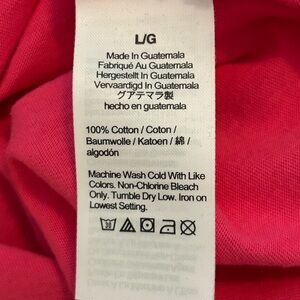 L/G
Made In Guatemala
Fabriqué Au Guatemala
Hergestellt In Guatemala
Vervaardigd In Guatemala
グアテマラ製
hecho en guatemala
100% Cotton / Coton /
Baumwolle / Katoen / 綿 /
algodón
Machine Wash Cold With Like
Colors. Non-Chlorine Bleach
Only. Tumble Dry Low. Iron on
Lowest Setting.
30